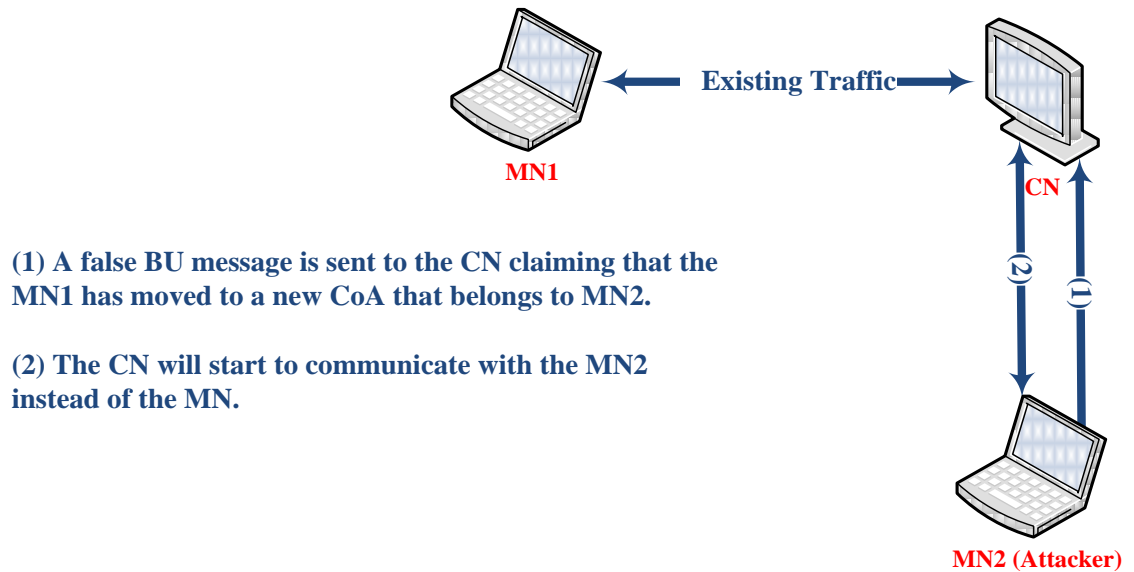 Existing Traffic
MN1
CN
(1) A false BU message is sent to the CN claiming that the
MN1 has moved to a new CoA that belongs to MN2.
(2)
(1)
(2) The CN will start to communicate with the MN2
instead of the MN.
MN2 (Attacker)